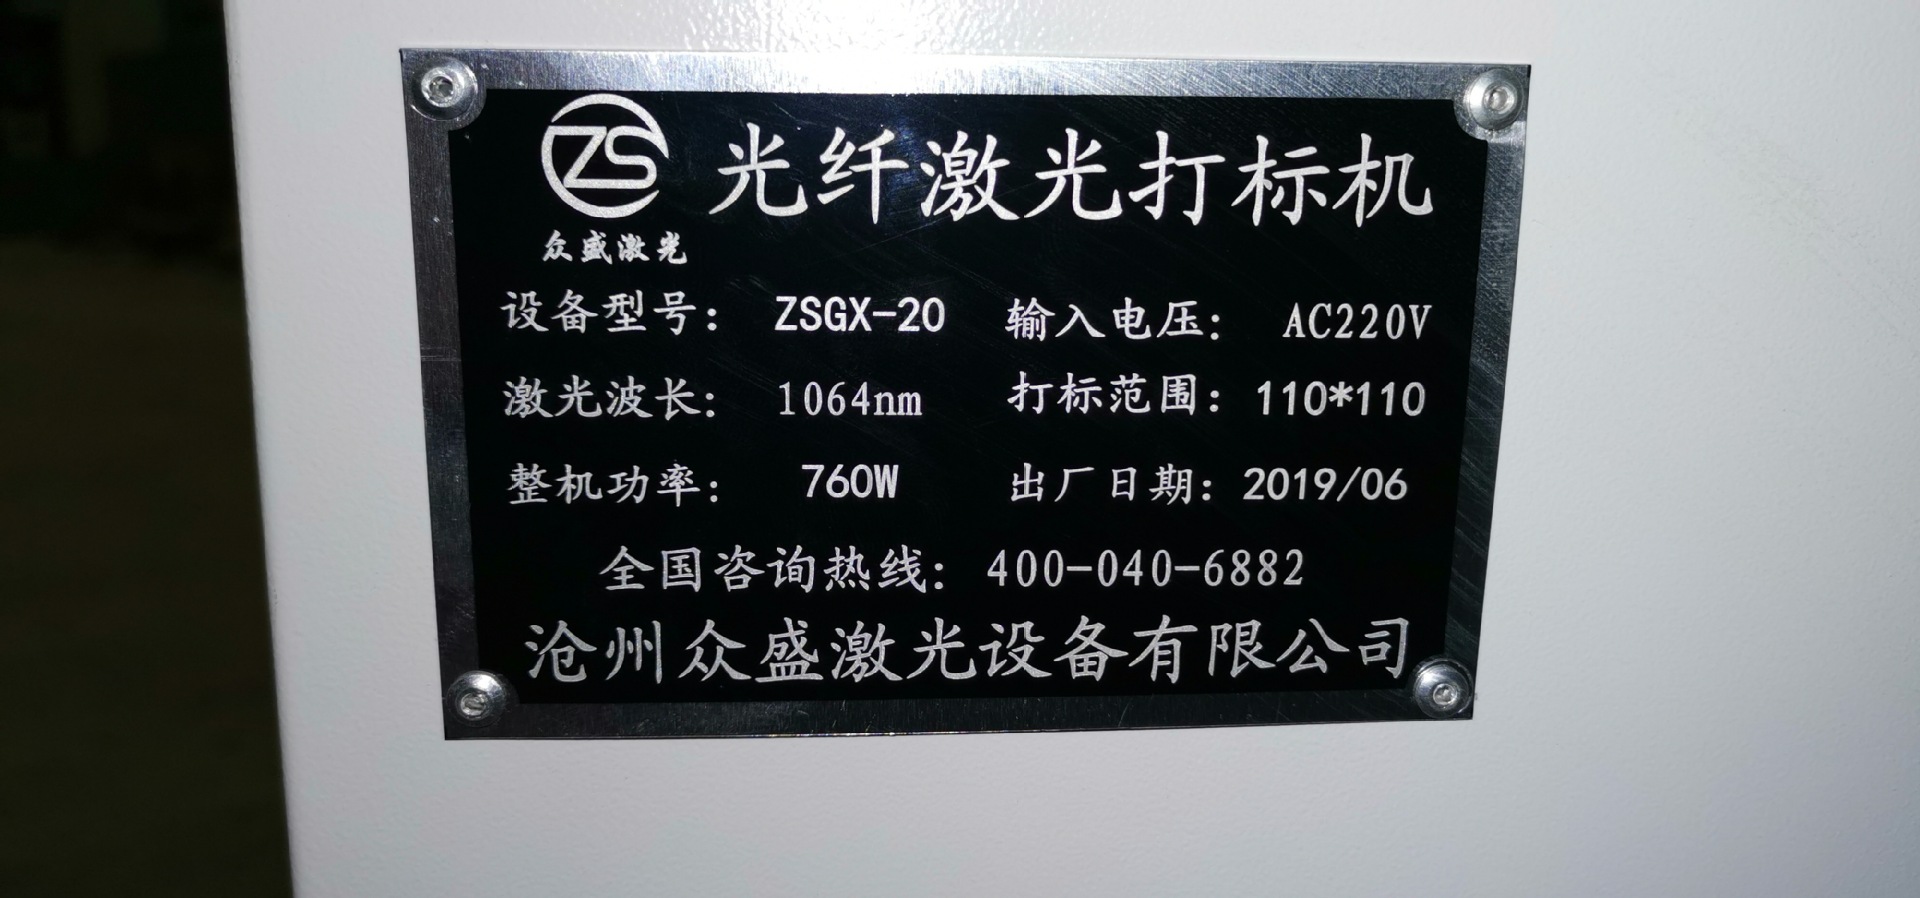 ZS 光纤激光打标机
众盛激光
设备型号: ZSGX-20 输入电压: AC220V
激光波长: 1064nm 打标范围: 110*110
整机功率: 760W 出厂日期: 2019/06
全国咨询热线: 400-040-6882
沧州众盛激光设备有限公司